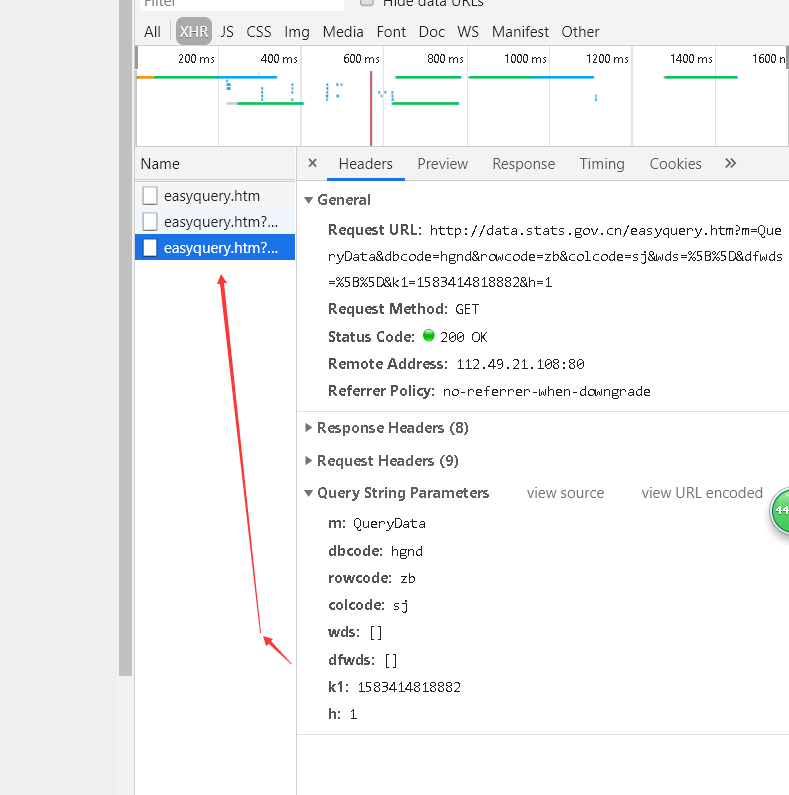 Filter Hide data URLs
All XHR JS CSS Img Media Font Doc WS Manifest Other
200 ms 400 ms 600 ms 800 ms 1000 ms 1200 ms 1400 ms 1600 n
Name × Headers Preview Response Timing Cookies »
easyquery.htm
easyquery.htm?...
easyquery.htm?...
General
Request URL: http://data.stats.gov.cn/easyquery.htm?m=Que
ryData&dbcode=hgnd&rowcode=zb&colcode=sj&wds=%5B%5D&dfwds
=%5B%5D&k1=1583414818882&h=1
Request Method: GET
Status Code: 200 OK
Remote Address: 112.49.21.108:80
Referrer Policy: no-referrer-when-downgrade
Response Headers (8)
Request Headers (9)
Query String Parameters view source view URL encoded
44
m: QueryData
dbcode: hgnd
rowcode: zb
colcode: sj
wds: []
dfwds: []
k1: 1583414818882
h: 1